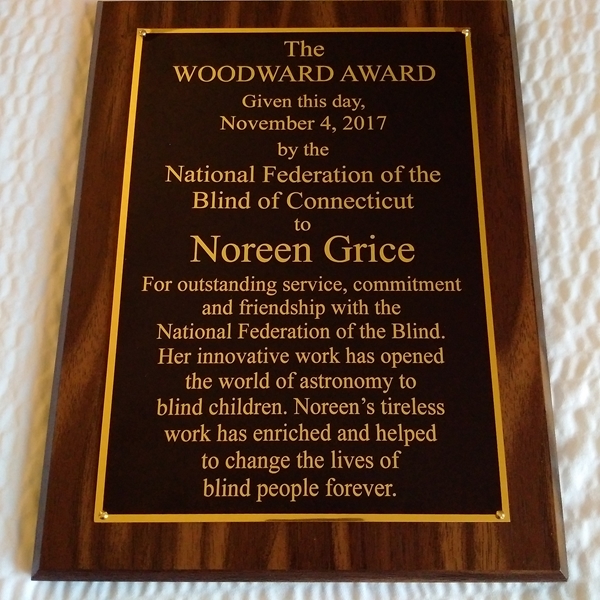 The
WOODWARD AWARD
Given this day,
November 4, 2017
by the
National Federation of the
Blind of Connecticut
to
Noreen Grice
For outstanding service, commitment
and friendship with the
National Federation of the Blind.
Her innovative work has opened
the world of astronomy to
blind children. Noreen’s tireless
work has enriched and helped
to change the lives of
blind people forever.